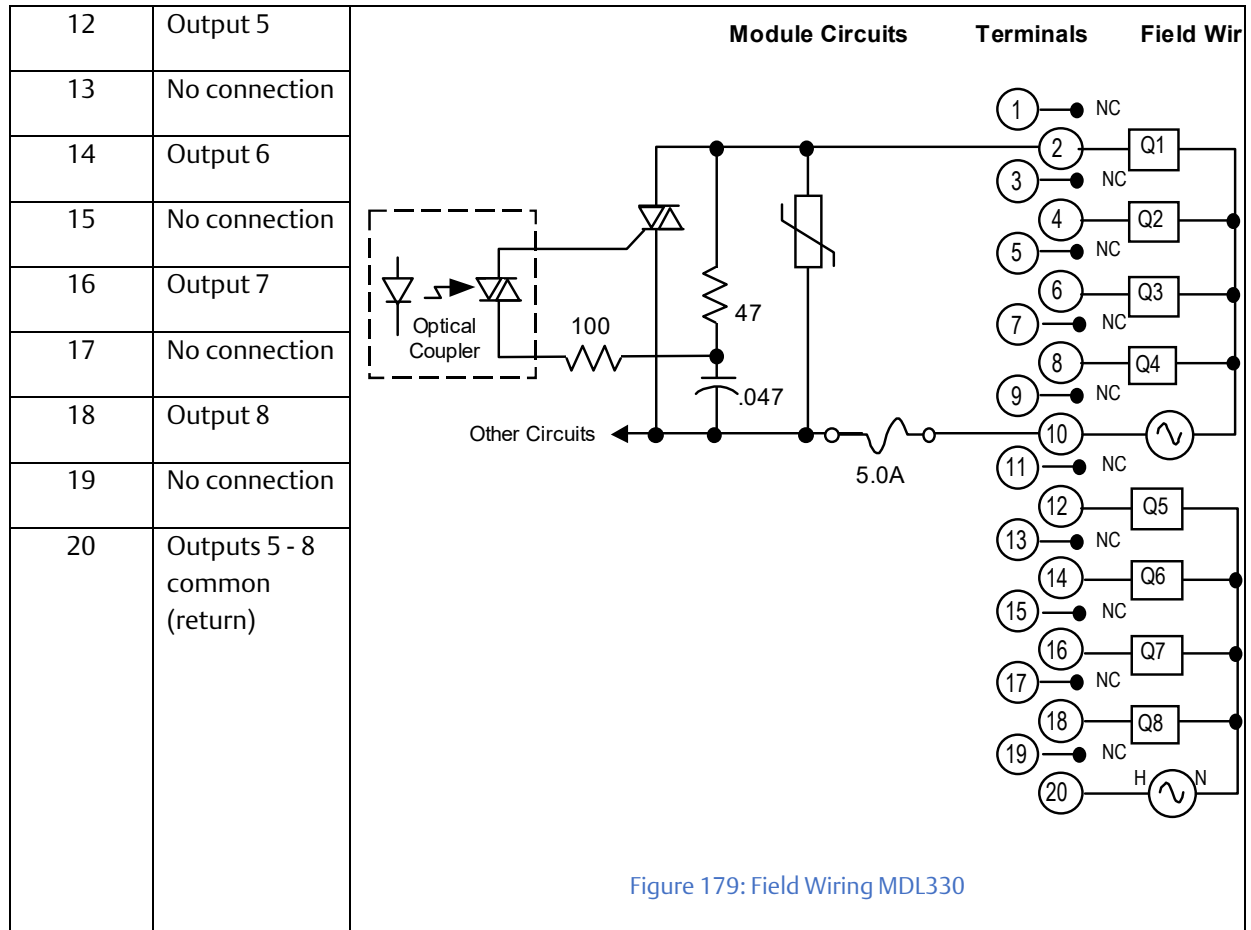 12 Output 5
13 No connection
14 Output 6
15 No connection
16 Output 7
17 No connection
18 Output 8
19 No connection
20 Outputs 5 - 8
common
(return)
Module Circuits Terminals Field Wir
1 NC
2 Q1
3 NC
4 Q2
5 NC
6 Q3
7 NC
8 Q4
9 NC
10
11 NC
12 Q5
13 NC
14 Q6
15 NC
16 Q7
17 NC
18 Q8
19 NC
20 H N
Optical
Coupler
100
47
.047
Other Circuits
5.0A
Figure 179: Field Wiring MDL330